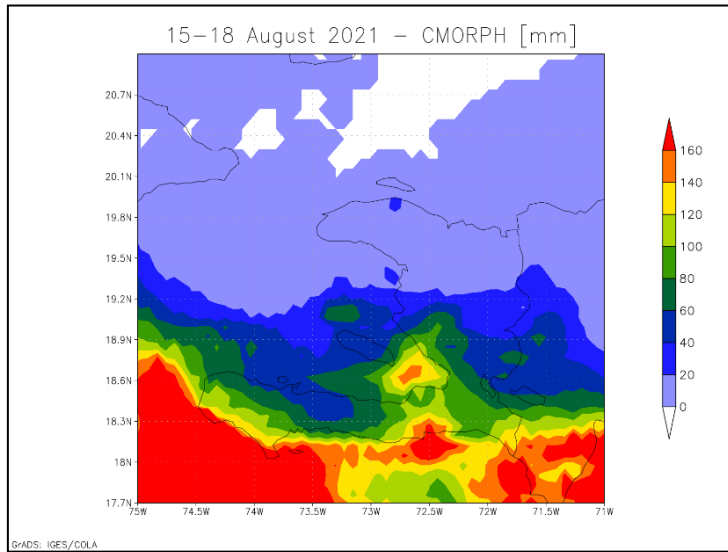 15-18 August 2021 - CMORPH [mm]
20.7N
20.4N
20.1N
19.8N
19.5N
19.2N
18.9N
18.6N
18.3N
18N
17.7N
75W 74.5W 74W 73.5W 73W 72.5W 72W 71.5W 71W
160
140
120
100
80
60
40
20
0
GrADS: IGES/COLA